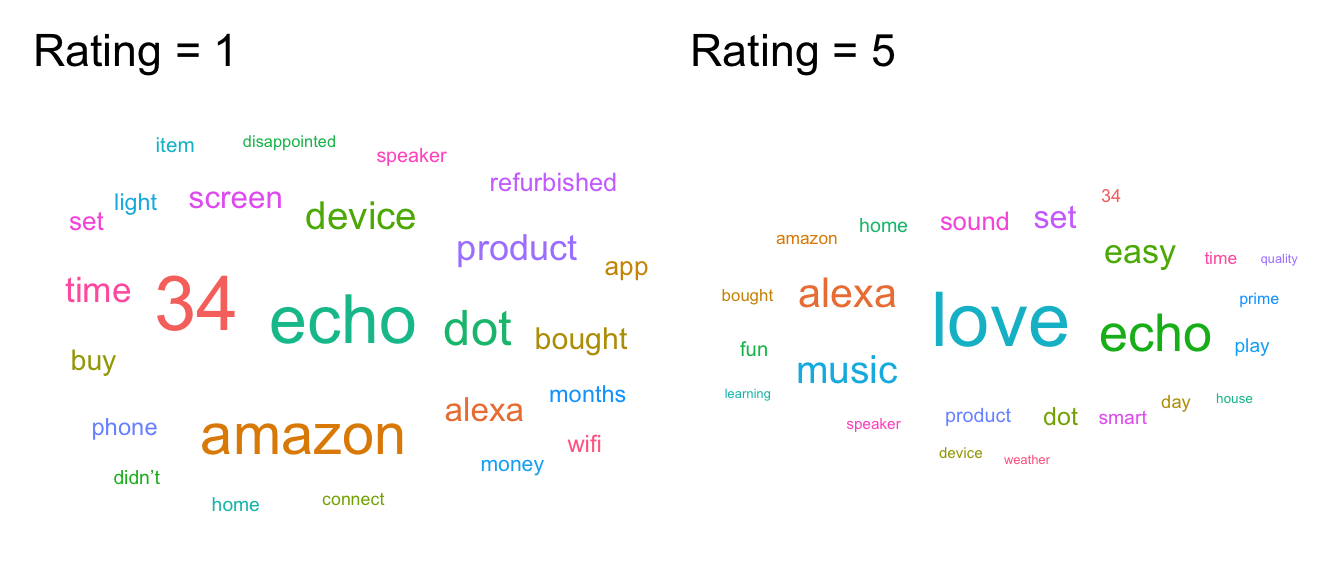 Rating = 1
item
disappointed
speaker
refurbished
light
screen
set
device
product
app
time
34
echo
dot
bought
buy
months
alexa
phone
amazon
wifi
money
didn’t
home
connect
Rating = 5
34
home
sound
set
amazon
easy
time
quality
bought
alexa
prime
love
echo
fun
play
music
learning
house
speaker
product
dot
smart
day
device
weather